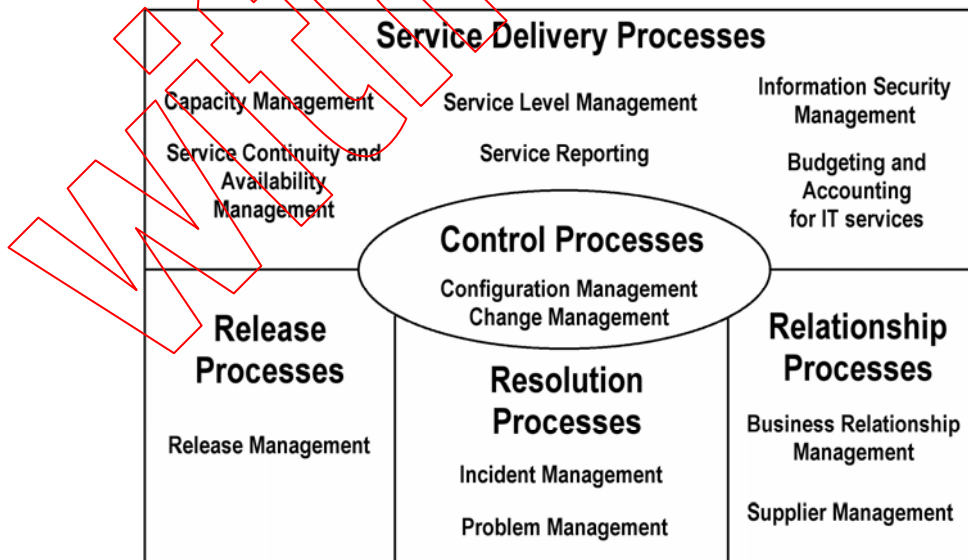 Service Delivery Processes
Capacity Management
Service Continuity and
Availability
Management
Service Level Management
Service Reporting
Information Security
Management
Budgeting and
Accounting
for IT services
Control Processes
Configuration Management
Change Management
Release
Processes
Release Management
Resolution
Processes
Incident Management
Problem Management
Relationship
Processes
Business Relationship
Management
Supplier Management